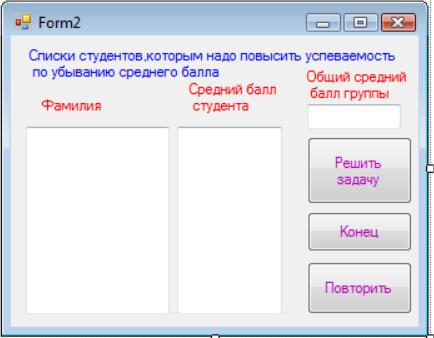 Form2
Списки студентов,которым надо повысить успеваемость
по убыванию среднего балла
Фамилия
Средний балл
студента
Общий средний
балл группы
Решить
задачу
Конец
Повторить